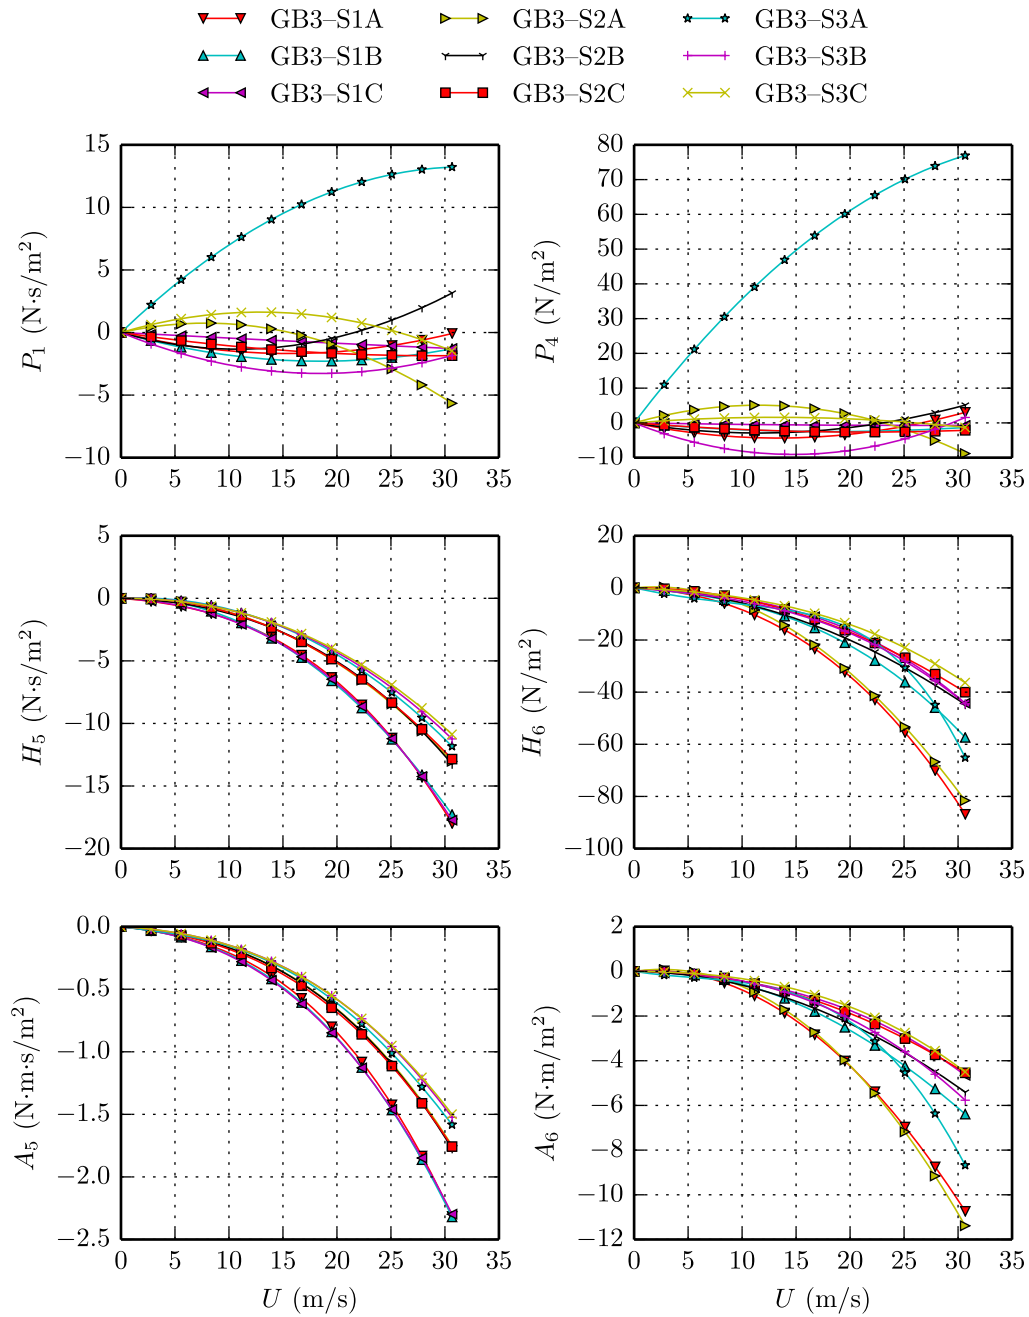 GB3–S1A GB3–S2A GB3–S3A
GB3–S1B GB3–S2B GB3–S3B
GB3–S1C GB3–S2C GB3–S3C
15
10
5
0
−5
−10
0 5 10 15 20 25 30 35
P₁ (N·s/m²)
80
70
60
50
40
30
20
10
0
−10
0 5 10 15 20 25 30 35
P₄ (N/m²)
5
0
−5
−10
−15
−20
0 5 10 15 20 25 30 35
H₅ (N·s/m²)
20
0
−20
−40
−60
−80
−100
0 5 10 15 20 25 30 35
H₆ (N/m²)
0.0
−0.5
−1.0
−1.5
−2.0
−2.5
0 5 10 15 20 25 30 35
A₅ (N·m·s/m²)
U (m/s)
2
0
−2
−4
−6
−8
−10
−12
0 5 10 15 20 25 30 35
A₆ (N·m/m²)
U (m/s)